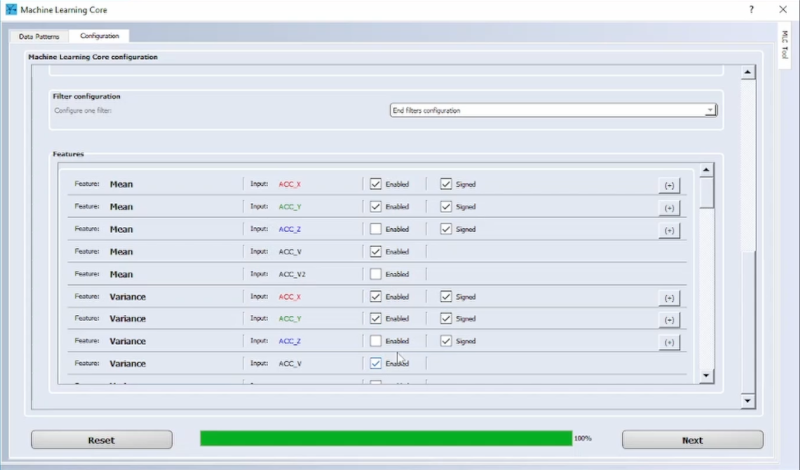 Machine Learning Core
Data Patterns Configuration
MLC Tool
Machine Learning Core configuration
Filter configuration
Configure one filter: End filters configuration
Features
Feature: Mean Input: ACC_X Enabled Signed (+)
Feature: Mean Input: ACC_Y Enabled Signed (+)
Feature: Mean Input: ACC_Z Enabled Signed (+)
Feature: Mean Input: ACC_V Enabled
Feature: Mean Input: ACC_V2 Enabled
Feature: Variance Input: ACC_X Enabled Signed (+)
Feature: Variance Input: ACC_Y Enabled Signed (+)
Feature: Variance Input: ACC_Z Enabled Signed (+)
Feature: Variance Input: ACC_V Enabled
Reset 100% Next